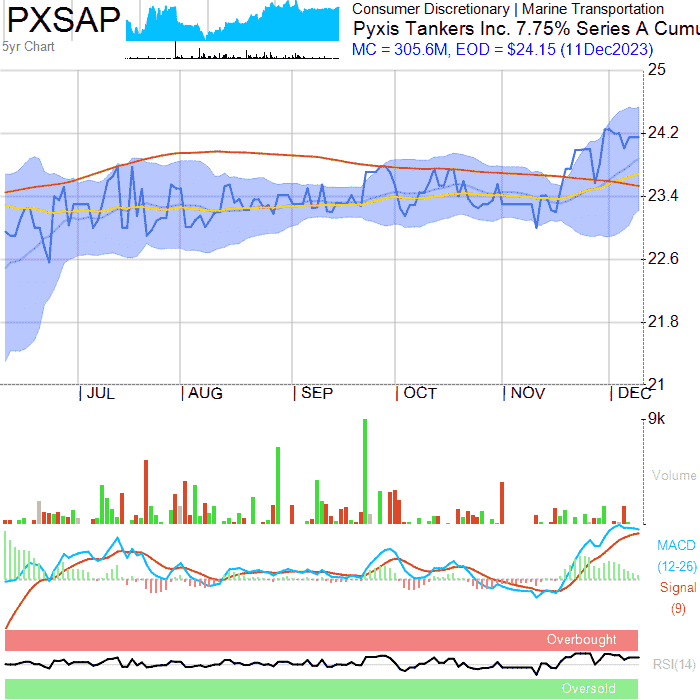 PXSAP
5yr Chart
Consumer Discretionary | Marine Transportation
Pyxis Tankers Inc. 7.75% Series A Cumu
MC = 305.6M, EOD = $24.15 (11Dec2023)
25
24.2
23.4
22.6
21.8
21
JUL AUG SEP OCT NOV DEC
9k
Volume
MACD
(12-26)
Signal
(9)
Overbought
RSI(14)
Oversold